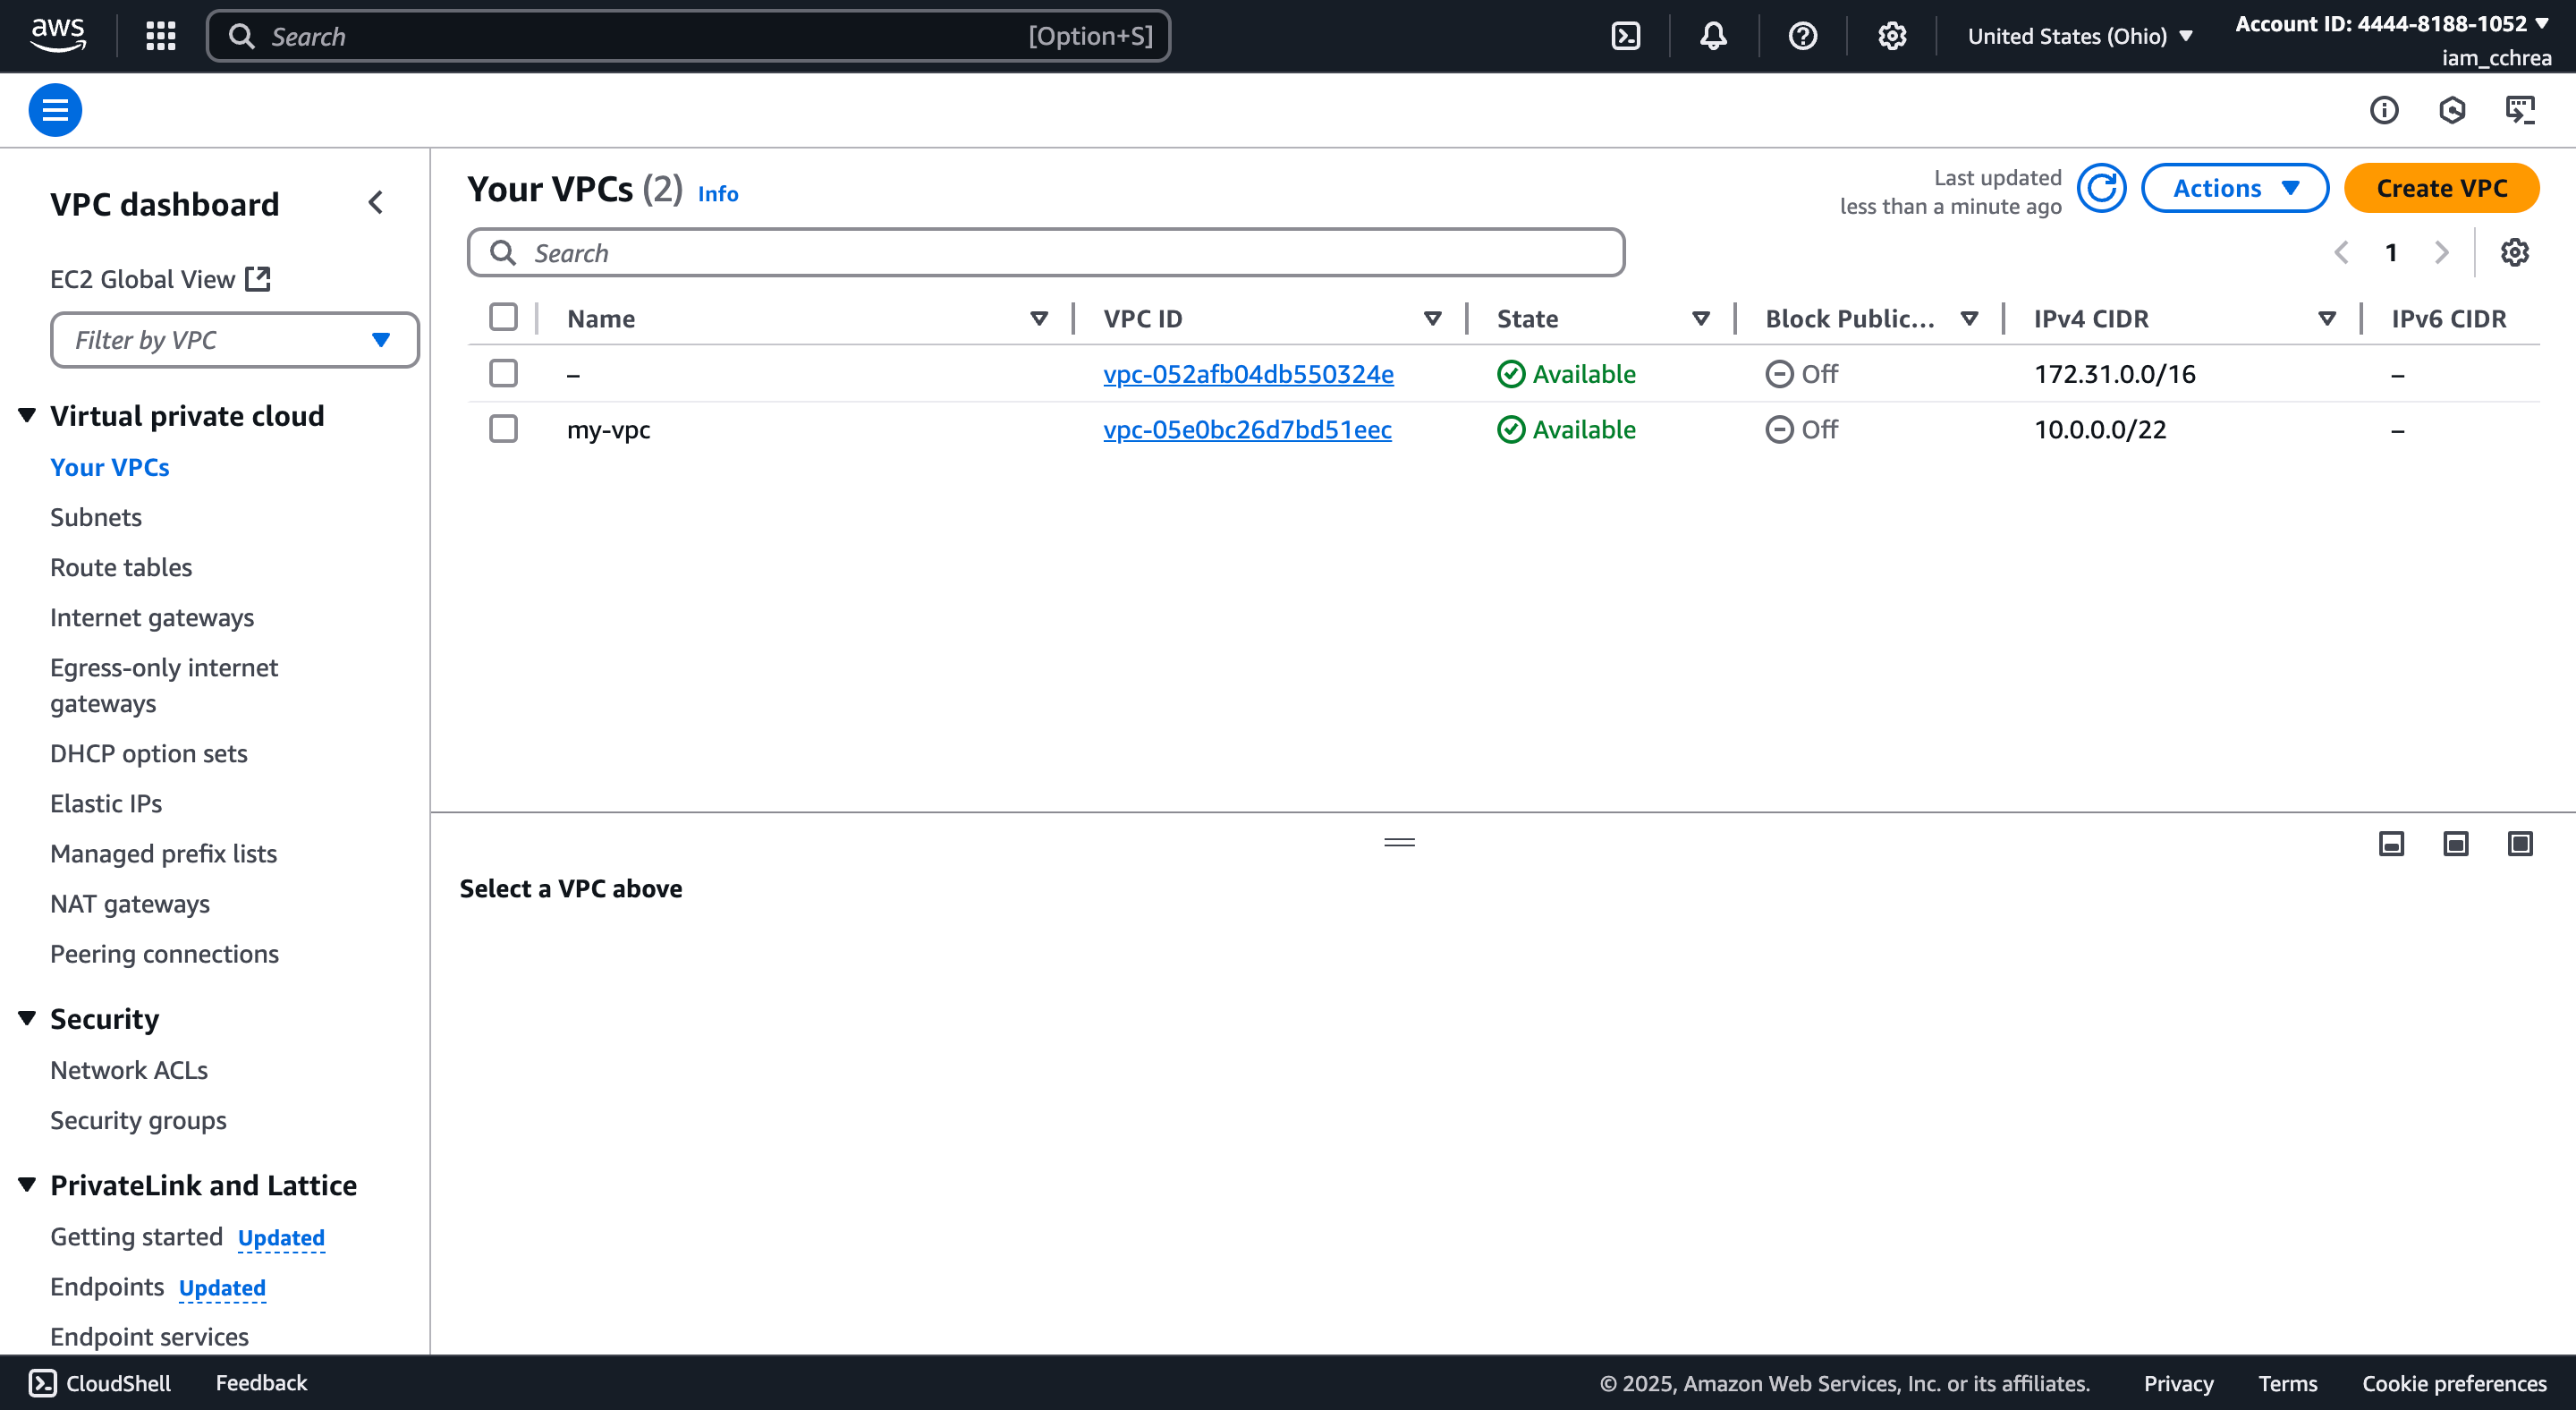 aws
Search [Option+S]
United States (Ohio)
Account ID: 4444-8188-1052
iam_cchrea
VPC dashboard
EC2 Global View
Filter by VPC
Virtual private cloud
Your VPCs
Subnets
Route tables
Internet gateways
Egress-only internet
gateways
DHCP option sets
Elastic IPs
Managed prefix lists
NAT gateways
Peering connections
Security
Network ACLs
Security groups
PrivateLink and Lattice
Getting started Updated
Endpoints Updated
Endpoint services
Your VPCs (2) Info
Last updated
less than a minute ago
Actions
Create VPC
Search
1
Name VPC ID State Block Public... IPv4 CIDR IPv6 CIDR
– vpc-052afb04db550324e Available Off 172.31.0.0/16 –
my-vpc vpc-05e0bc26d7bd51eec Available Off 10.0.0.0/22 –
Select a VPC above
CloudShell Feedback © 2025, Amazon Web Services, Inc. or its affiliates. Privacy Terms Cookie preferences